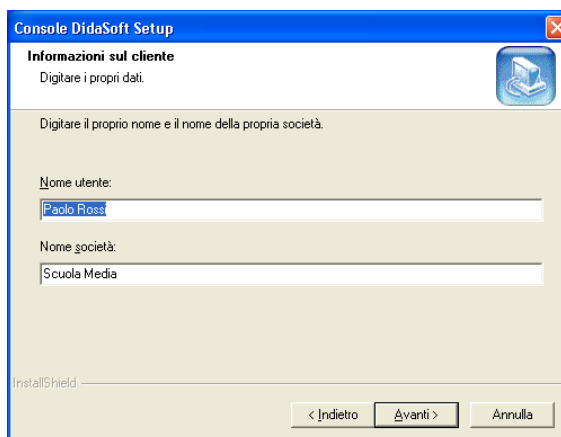 Console DidaSoft Setup
Informazioni sul cliente
Digitare i propri dati.
Digitare il proprio nome e il nome della propria società.
Nome utente:
Paolo Rossi
Nome società:
Scuola Media
InstallShield
< Indietro Avanti > Annulla